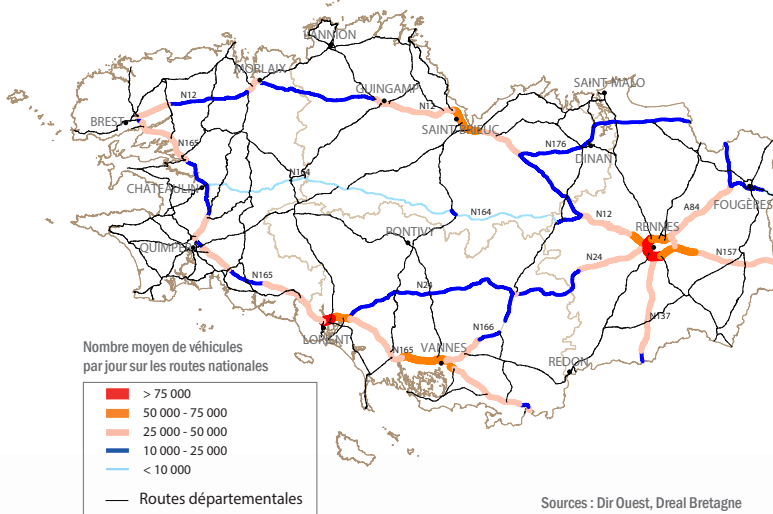 LANNION
MORLAIX
GUINGAMP
SAINT-MALO
N12
N12
BREST
SAINT-BRIEUC
N165
N176
DINAN
CHÂTEAULIN
N164
A84
FOUGÈRES
N164
N12
RENNES
PONTIVY
QUIMPER
N24
N157
N165
N24
N137
N166
LORIENT
N165
VANNES
REDON
Nombre moyen de véhicules
par jour sur les routes nationales
> 75 000
50 000 - 75 000
25 000 - 50 000
10 000 - 25 000
< 10 000
Routes départementales
Sources : Dir Ouest, Dreal Bretagne